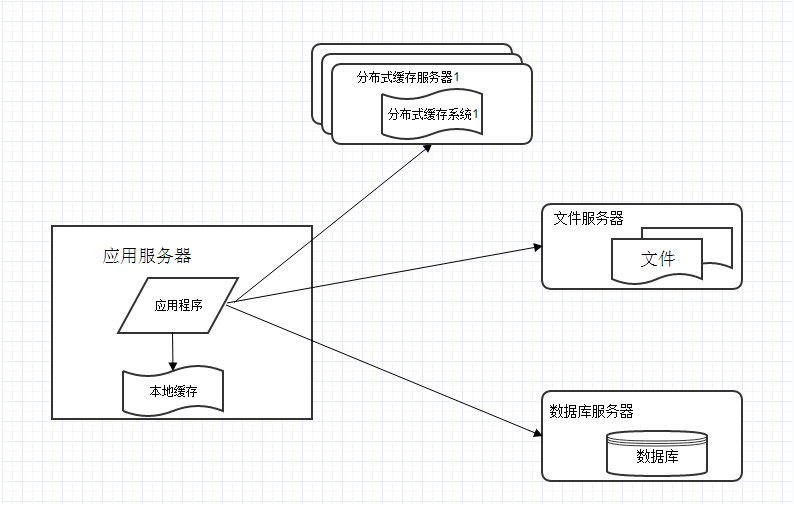 分布式缓存服务器1
分布式缓存系统1
文件服务器
文件
应用服务器
应用程序
本地缓存
数据库服务器
数据库